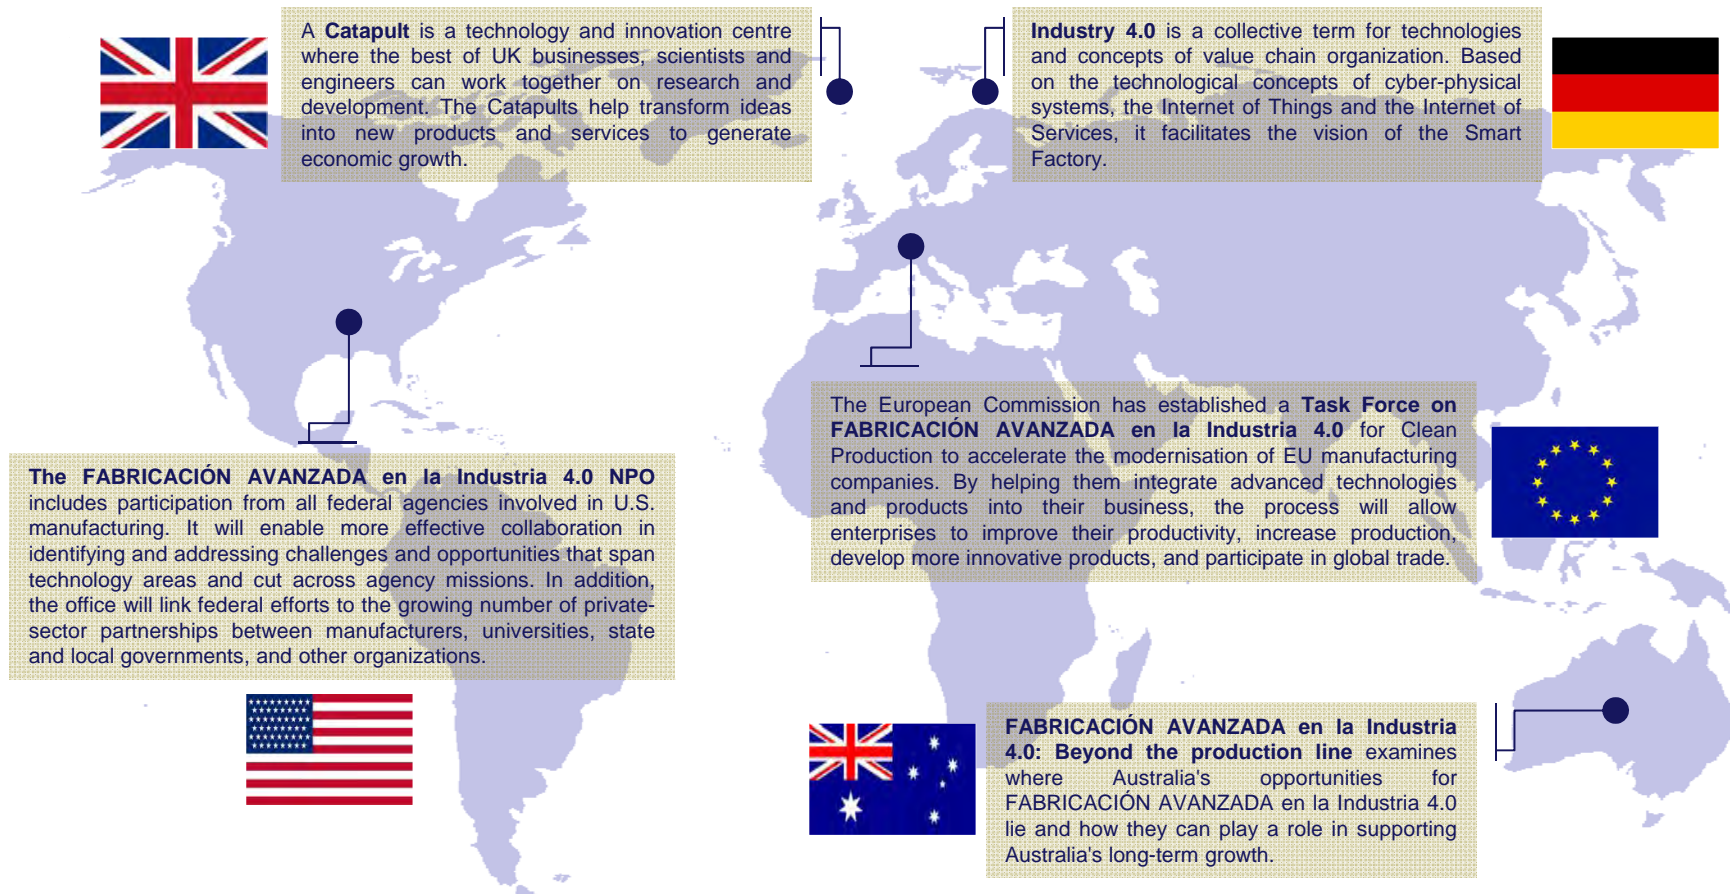 A Catapult is a technology and innovation centre
where the best of UK businesses, scientists and
engineers can work together on research and
development. The Catapults help transform ideas
into new products and services to generate
economic growth.
Industry 4.0 is a collective term for technologies
and concepts of value chain organization. Based
on the technological concepts of cyber-physical
systems, the Internet of Things and the Internet of
Services, it facilitates the vision of the Smart
Factory.
The European Commission has established a Task Force on
FABRICACIÓN AVANZADA en la Industria 4.0 for Clean
Production to accelerate the modernisation of EU manufacturing
companies. By helping them integrate advanced technologies
and products into their business, the process will allow
enterprises to improve their productivity, increase production,
develop more innovative products, and participate in global trade.
The FABRICACIÓN AVANZADA en la Industria 4.0 NPO
includes participation from all federal agencies involved in U.S.
manufacturing. It will enable more effective collaboration in
identifying and addressing challenges and opportunities that span
technology areas and cut across agency missions. In addition,
the office will link federal efforts to the growing number of private-
sector partnerships between manufacturers, universities, state
and local governments, and other organizations.
FABRICACIÓN AVANZADA en la Industria
4.0: Beyond the production line examines
where Australia's opportunities for
FABRICACIÓN AVANZADA en la Industria 4.0
lie and how they can play a role in supporting
Australia's long-term growth.